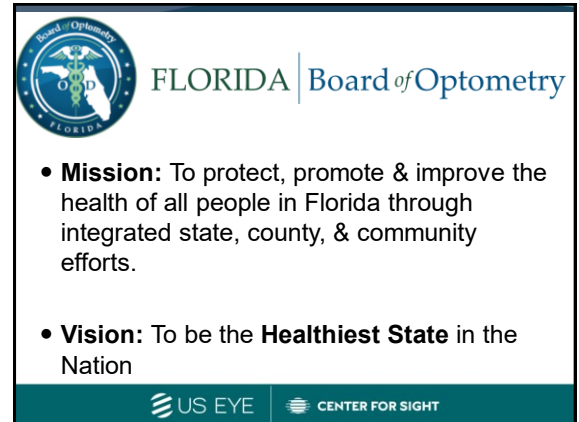 Board of Optometry
O D
FLORIDA
FLORIDA Board of Optometry
• Mission: To protect, promote & improve the
health of all people in Florida through
integrated state, county, & community
efforts.
• Vision: To be the Healthiest State in the
Nation
US EYE CENTER FOR SIGHT